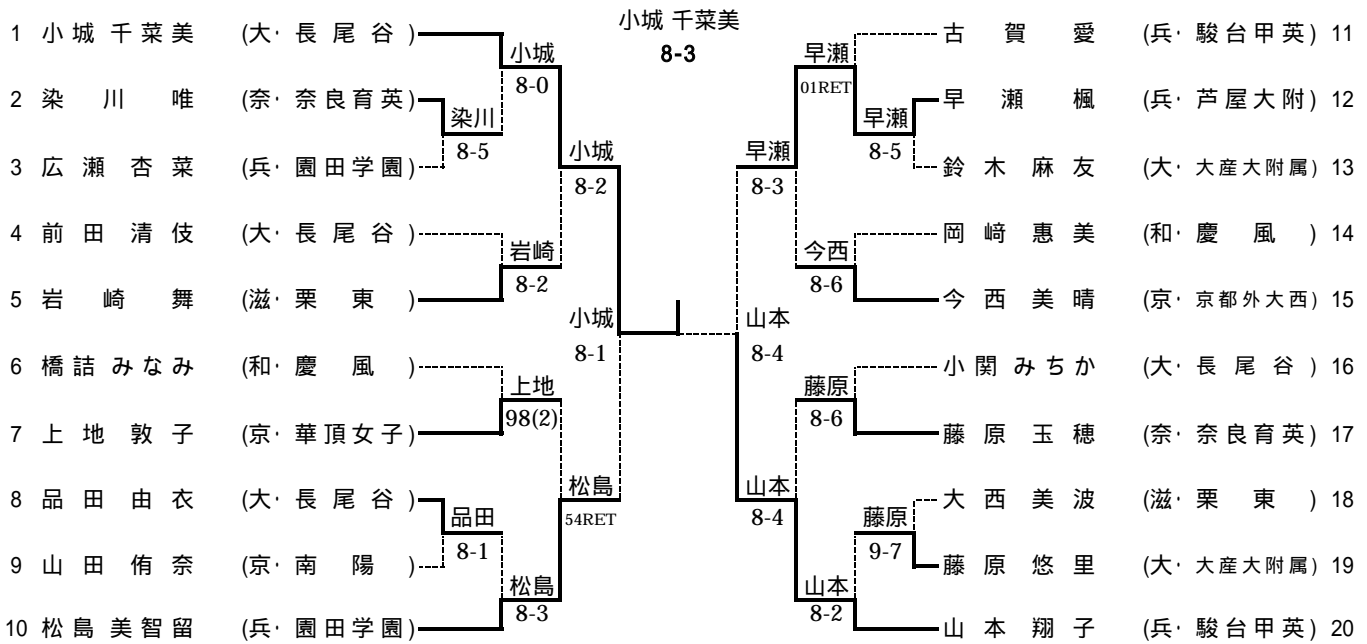 小城 千菜美
8-3
1 小城千菜美 (大・長尾谷)
小城
8-0
2 染川唯 (奈・奈良育英)
染川
8-5
3 広瀬杏菜 (兵・園田学園)
小城
8-2
4 前田清伎 (大・長尾谷)
岩崎
8-2
5 岩崎舞 (滋・栗東)
小城
8-1
6 橋詰みなみ (和・慶風)
上地
98(2)
7 上地敦子 (京・華頂女子)
松島
54RET
8 品田由衣 (大・長尾谷)
品田
8-1
9 山田侑奈 (京・南陽)
松島
8-3
10 松島美智留 (兵・園田学園)
古賀愛 (兵・駿台甲英) 11
早瀬
01RET
早瀬楓 (兵・芦屋大附) 12
早瀬
8-5
鈴木麻友 (大・大産大附属) 13
早瀬
8-3
岡﨑惠美 (和・慶風) 14
今西
8-6
今西美晴 (京・京都外大西) 15
山本
8-4
小関みちか (大・長尾谷) 16
藤原
8-6
藤原玉穂 (奈・奈良育英) 17
山本
8-4
大西美波 (滋・栗東) 18
藤原
9-7
藤原悠里 (大・大産大附属) 19
山本
8-2
山本翔子 (兵・駿台甲英) 20